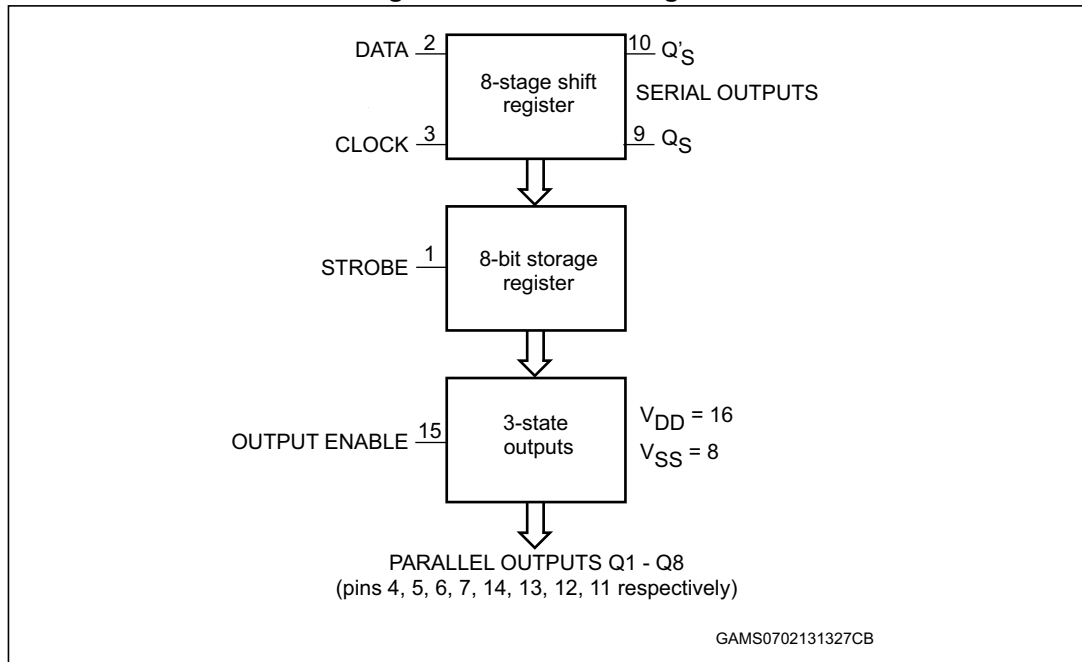 DATA 2
8-stage shift
register
10 Q'S
SERIAL OUTPUTS
CLOCK 3
9 QS
STROBE 1
8-bit storage
register
OUTPUT ENABLE 15
3-state
outputs
VDD = 16
VSS = 8
PARALLEL OUTPUTS Q1 - Q8
(pins 4, 5, 6, 7, 14, 13, 12, 11 respectively)
GAMS0702131327CB